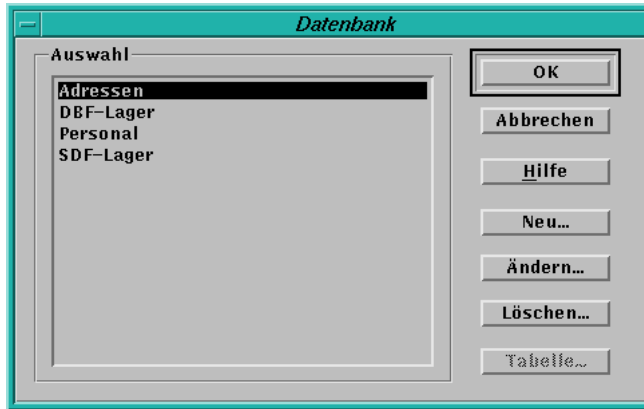 Datenbank
Auswahl
Adressen
DBF-Lager
Personal
SDF-Lager
OK
Abbrechen
Hilfe
Neu...
Ändern...
Löschen...
Tabelle...